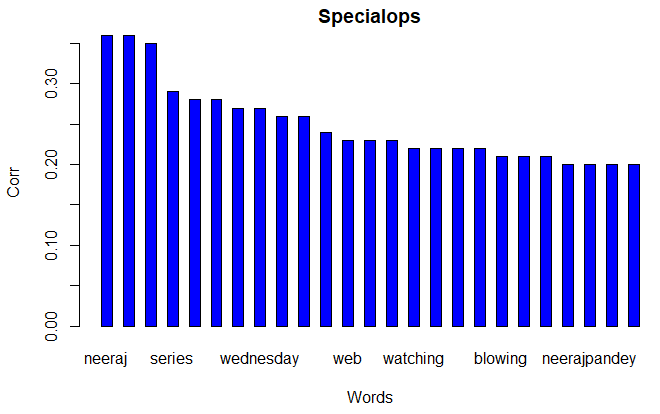 Specialops
Corr
0.30
0.20
0.10
0.00
neeraj series wednesday web watching blowing neerajpandey
Words